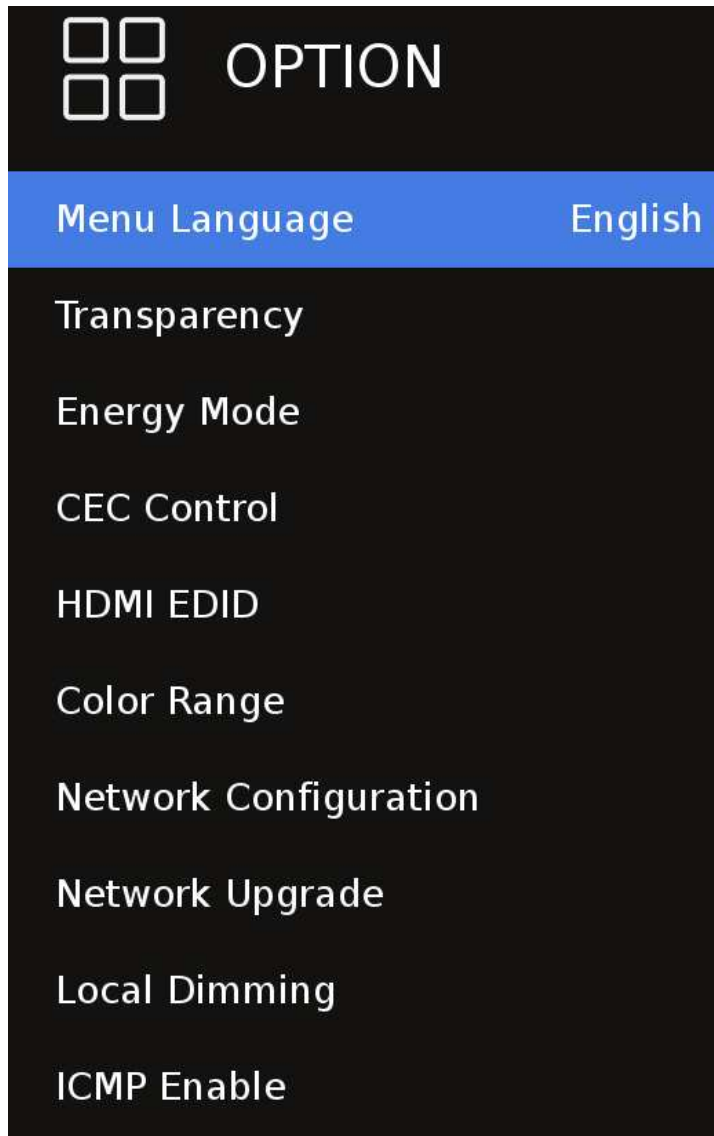 OPTION
Menu Language English
Transparency
Energy Mode
CEC Control
HDMI EDID
Color Range
Network Configuration
Network Upgrade
Local Dimming
ICMP Enable